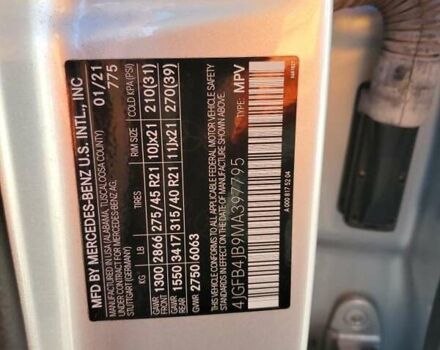 MFD BY MERCEDES-BENZ U.S. INTL., INC
MANUFACTURED IN USA (ALABAMA, TUSCALOOSA COUNTY)
UNDER CONTRACT FOR MERCEDES-BENZ AG,
STUTTGART (GERMANY)
01/21
775
KG LB TIRES RIM SIZE COLD KPA (PSI)
GAWR 1300 2866 275/45 R21 10Jx21 210(31)
FRONT
GAWR 1550 3417 315/40 R21 11Jx21 270(39)
REAR
GVWR 2750 6063
THIS VEHICLE CONFORMS TO ALL APPLICABLE FEDERAL MOTOR VEHICLE SAFETY
STANDARDS IN EFFECT ON THE DATE OF MANUFACTURE SHOWN ABOVE.
4JGFB4JB9MA397795 MPV
A 000 817 52 04